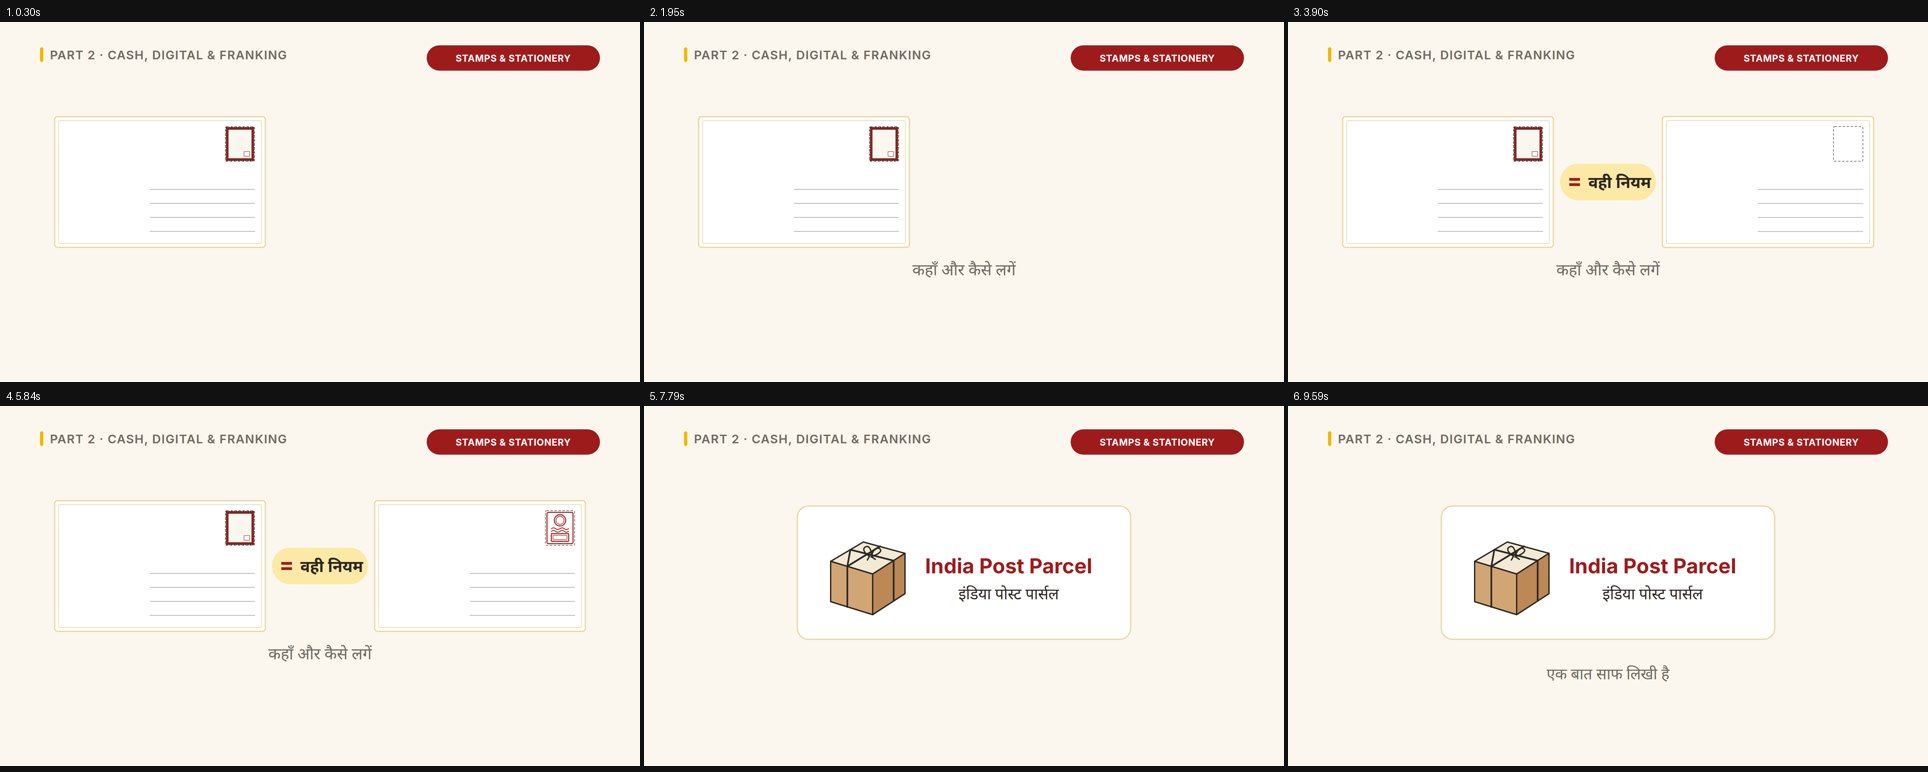 1. 0.30s
PART 2 · CASH, DIGITAL & FRANKING
STAMPS & STATIONERY
2. 1.95s
PART 2 · CASH, DIGITAL & FRANKING
STAMPS & STATIONERY
कहाँ और कैसे लगें
3. 3.90s
PART 2 · CASH, DIGITAL & FRANKING
STAMPS & STATIONERY
= वही नियम
कहाँ और कैसे लगें
4. 5.84s
PART 2 · CASH, DIGITAL & FRANKING
STAMPS & STATIONERY
= वही नियम
कहाँ और कैसे लगें
5. 7.79s
PART 2 · CASH, DIGITAL & FRANKING
STAMPS & STATIONERY
India Post Parcel
इंडिया पोस्ट पार्सल
6. 9.59s
PART 2 · CASH, DIGITAL & FRANKING
STAMPS & STATIONERY
India Post Parcel
इंडिया पोस्ट पार्सल
एक बात साफ लिखी है